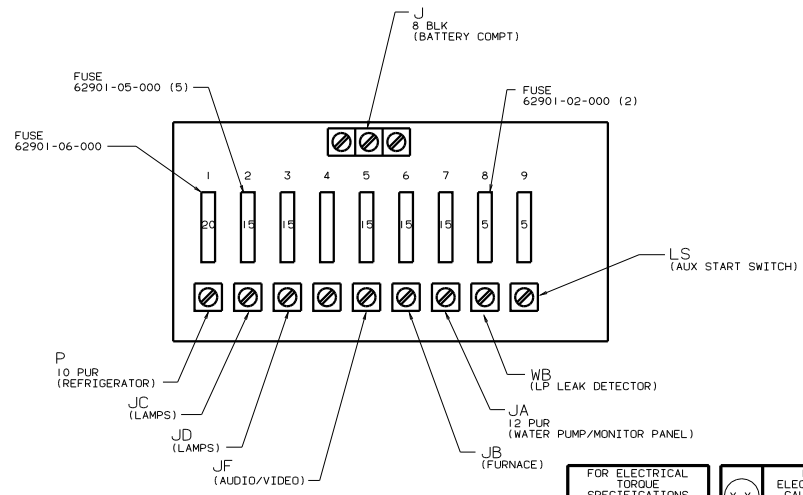 J
8 BLK
(BATTERY COMPT)
FUSE
62901-05-000 (5)
FUSE
62901-02-000 (2)
FUSE
62901-06-000
1 2 3 4 5 6 7 8 9
20 15 15 15 15 15 5 5
LS
(AUX START SWITCH)
P
10 PUR
(REFRIGERATOR)
WB
(LP LEAK DETECTOR)
JC
(LAMPS)
JA
12 PUR
(WATER PUMP/MONITOR PANEL)
JD
(LAMPS)
JB
(FURNACE)
JF
(AUDIO/VIDEO)
FOR ELECTRICAL
TORQUE
SPECIFICATIONS
X X